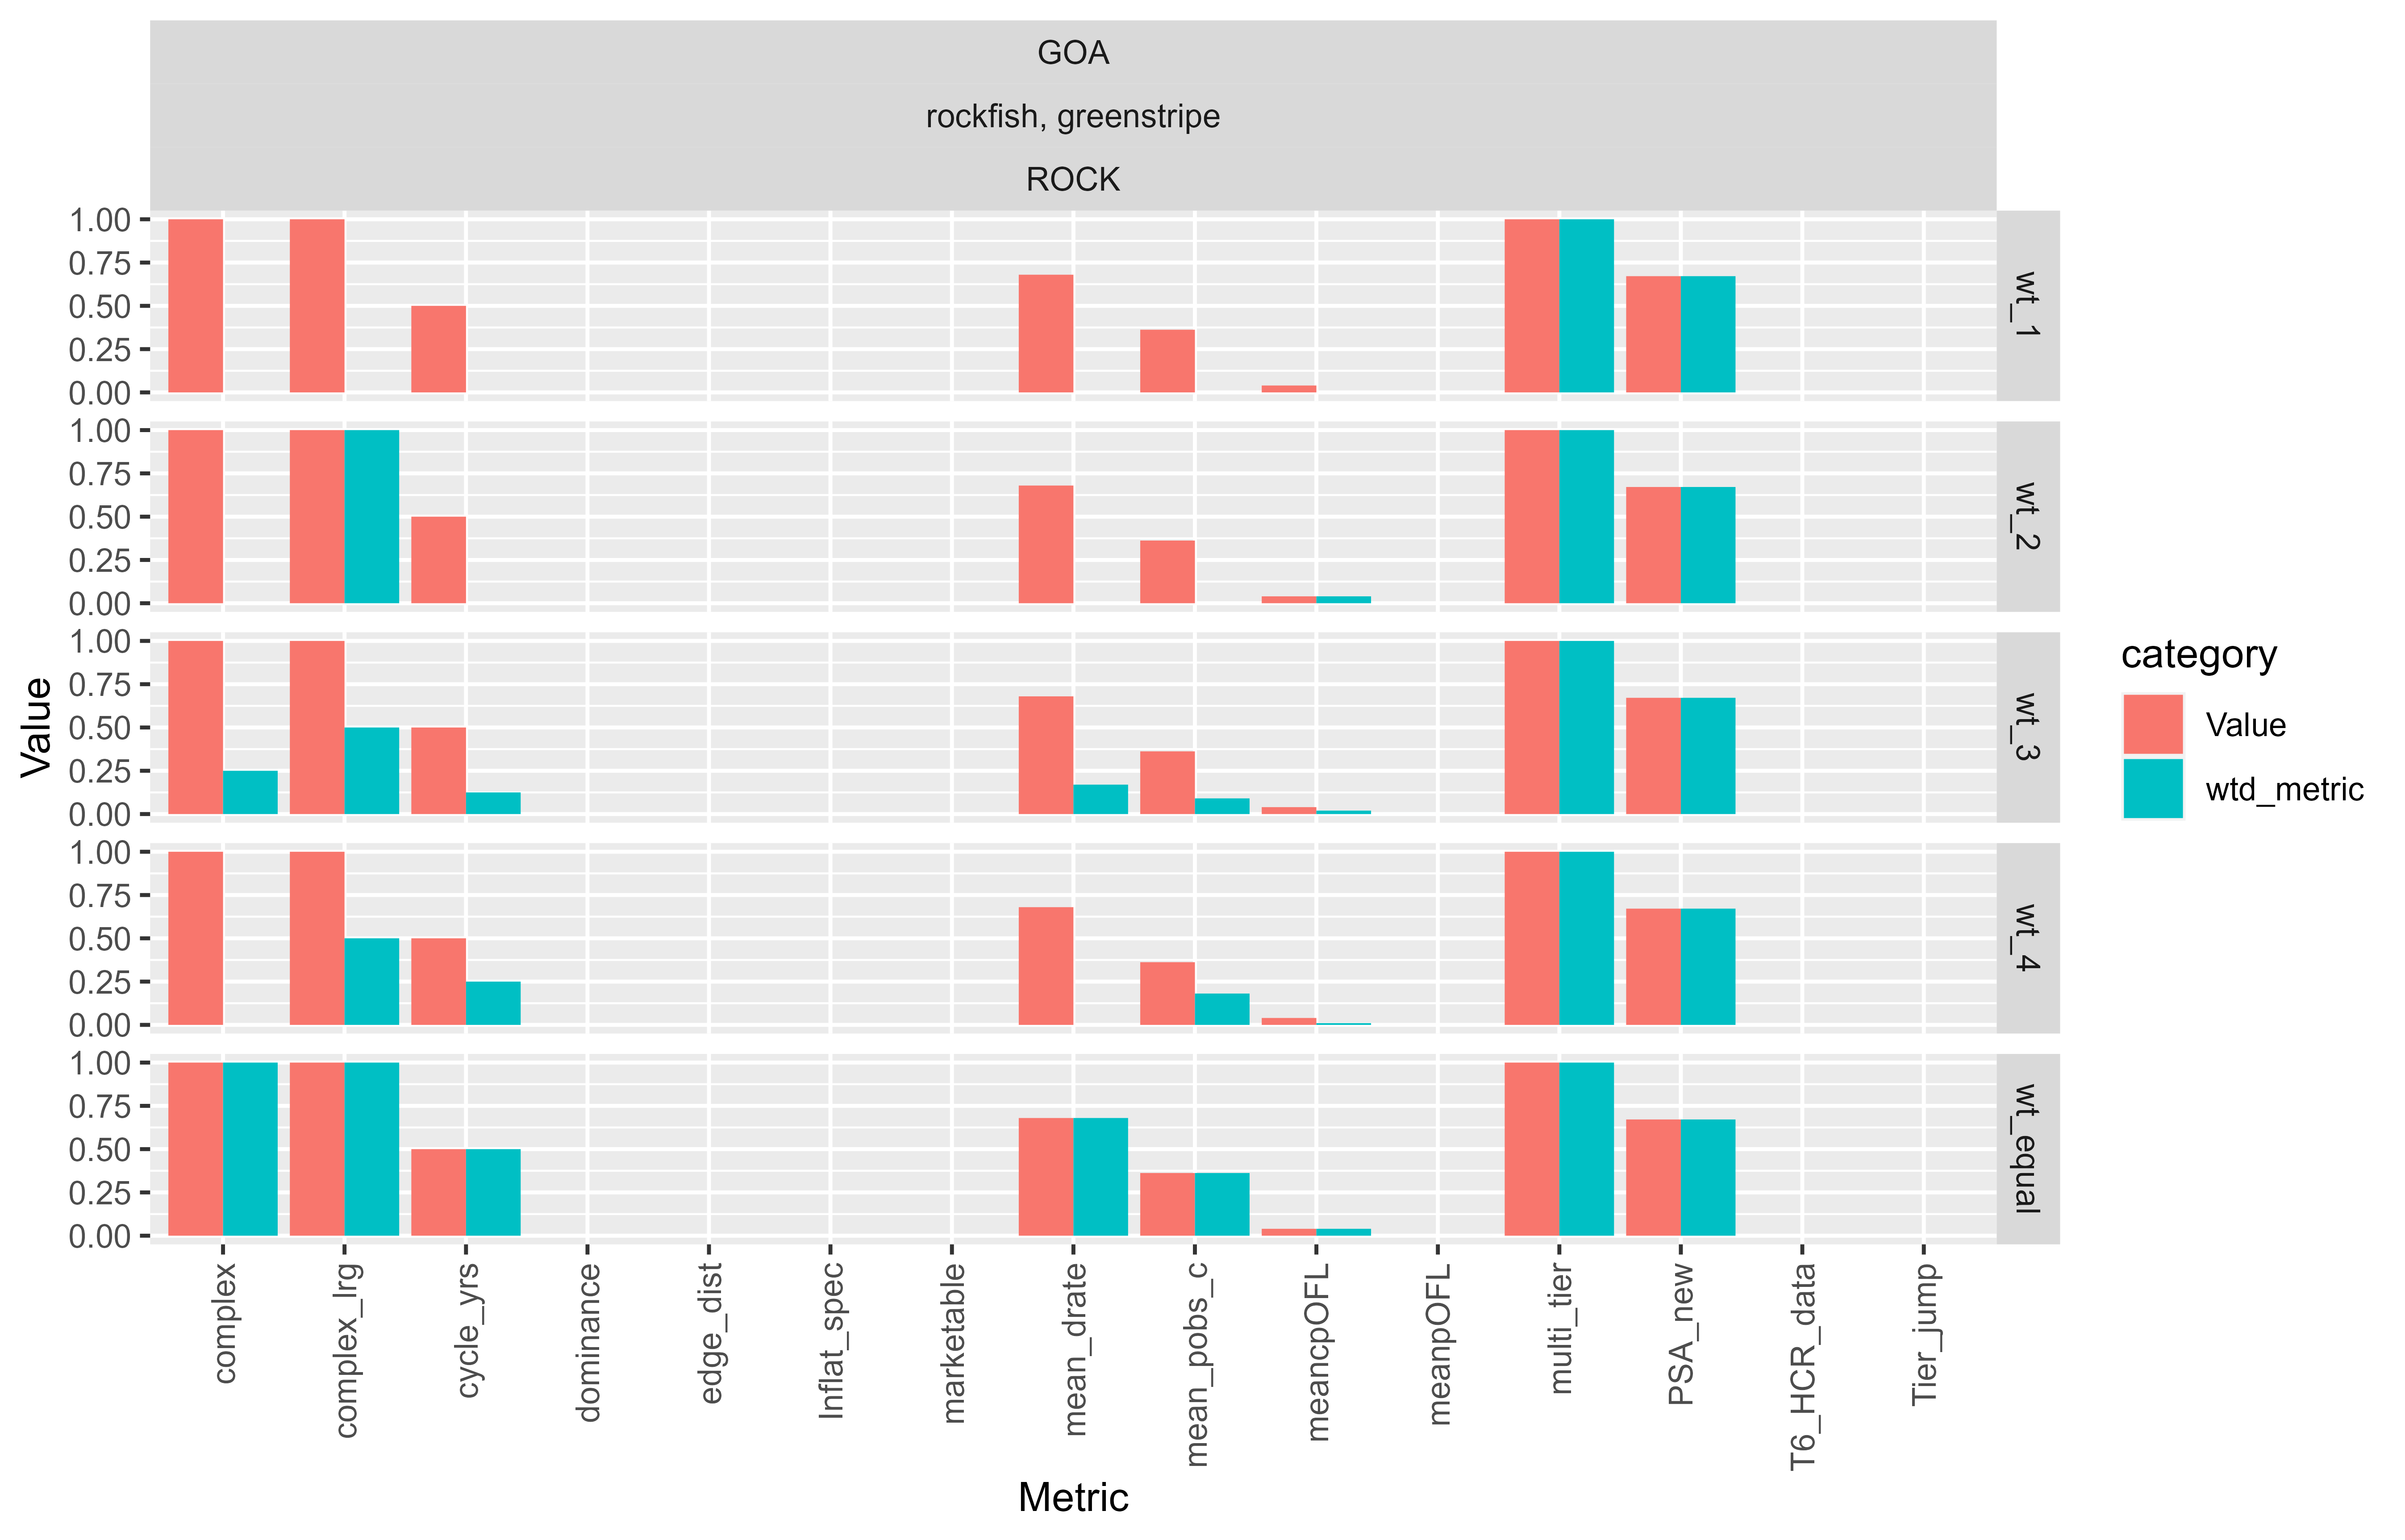 GOA
rockfish, greenstripe
ROCK
1.00
0.75
0.50
0.25
0.00
wt_1
1.00
0.75
0.50
0.25
0.00
wt_2
1.00
0.75
0.50
0.25
0.00
wt_3
1.00
0.75
0.50
0.25
0.00
wt_4
1.00
0.75
0.50
0.25
0.00
wt_equal
Value
complex
complex_lrg
cycle_yrs
dominance
edge_dist
Inflat_spec
marketable
mean_drate
mean_pobs_c
meancpOFL
meanpOFL
multi_tier
PSA_new
T6_HCR_data
Tier_jump
Metric
category
Value
wtd_metric